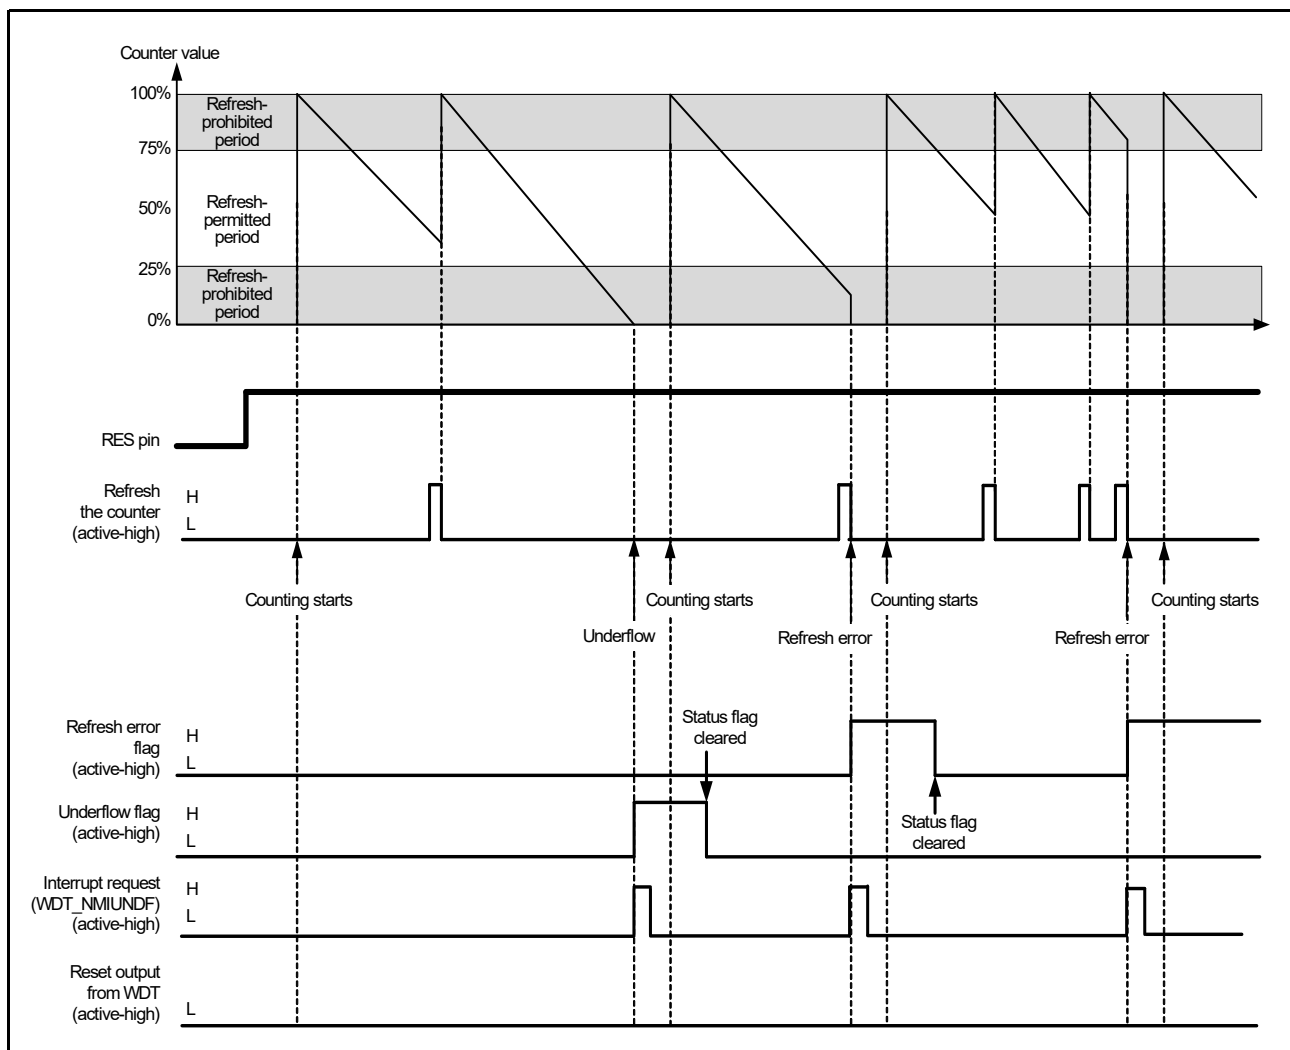 Counter value
100%
Refresh-
prohibited
period
75%
50%
Refresh-
permitted
period
25%
Refresh-
prohibited
period
0%
RES pin
Refresh
the counter
(active-high)
H
L
Counting starts
Counting starts
Counting starts
Counting starts
Underflow
Refresh error
Refresh error
Refresh error
flag
(active-high)
H
L
Status flag
cleared
Underflow flag
(active-high)
H
L
Status flag
cleared
Interrupt request
(WDT_NMIUNDF)
(active-high)
H
L
Reset output
from WDT
(active-high)
L